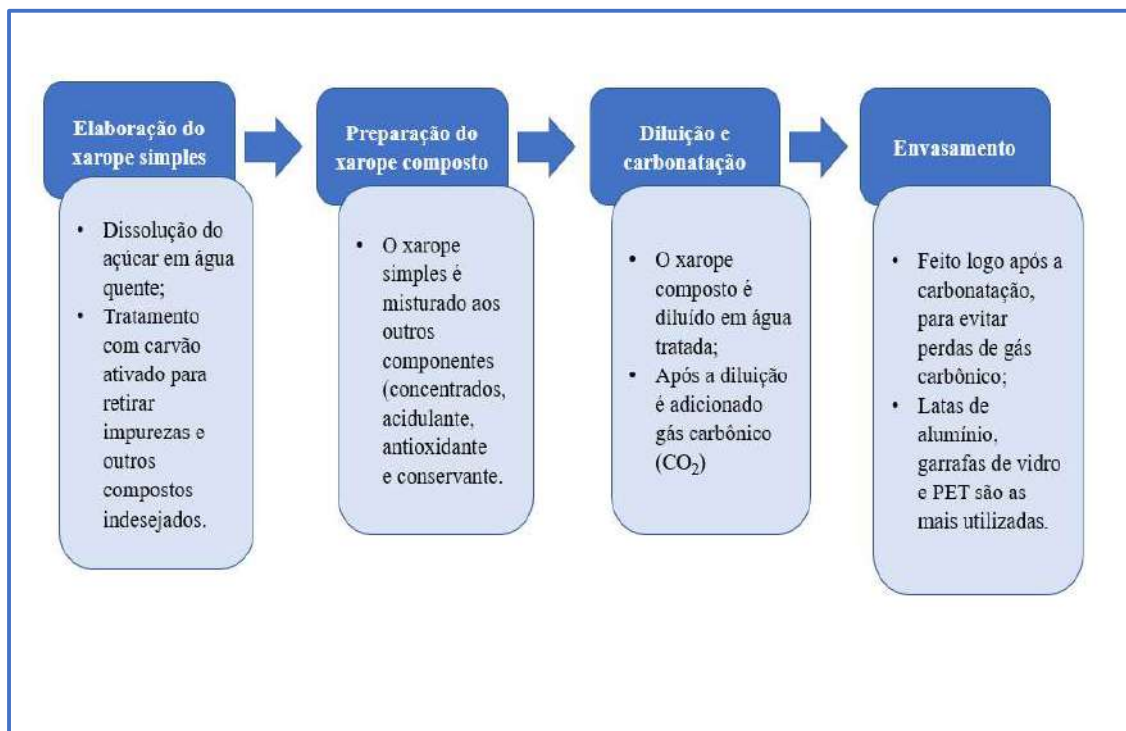 Elaboração do
xarope simples
• Dissolução do
açúcar em água
quente;
• Tratamento
com carvão
ativado para
retirar
impurezas e
outros
compostos
indesejados.
Preparação do
xarope composto
• O xarope
simples é
misturado aos
outros
componentes
(concentrados,
acidulante,
antioxidante
e conservante.
Diluição e
carbonatação
• O xarope
composto é
diluído em água
tratada;
• Após a diluição
é adicionado
gás carbônico
(CO₂)
Envasamento
• Feito logo após a
carbonatação,
para evitar
perdas de gás
carbônico;
• Latas de
alumínio,
garrafas de vidro
e PET são as
mais utilizadas.